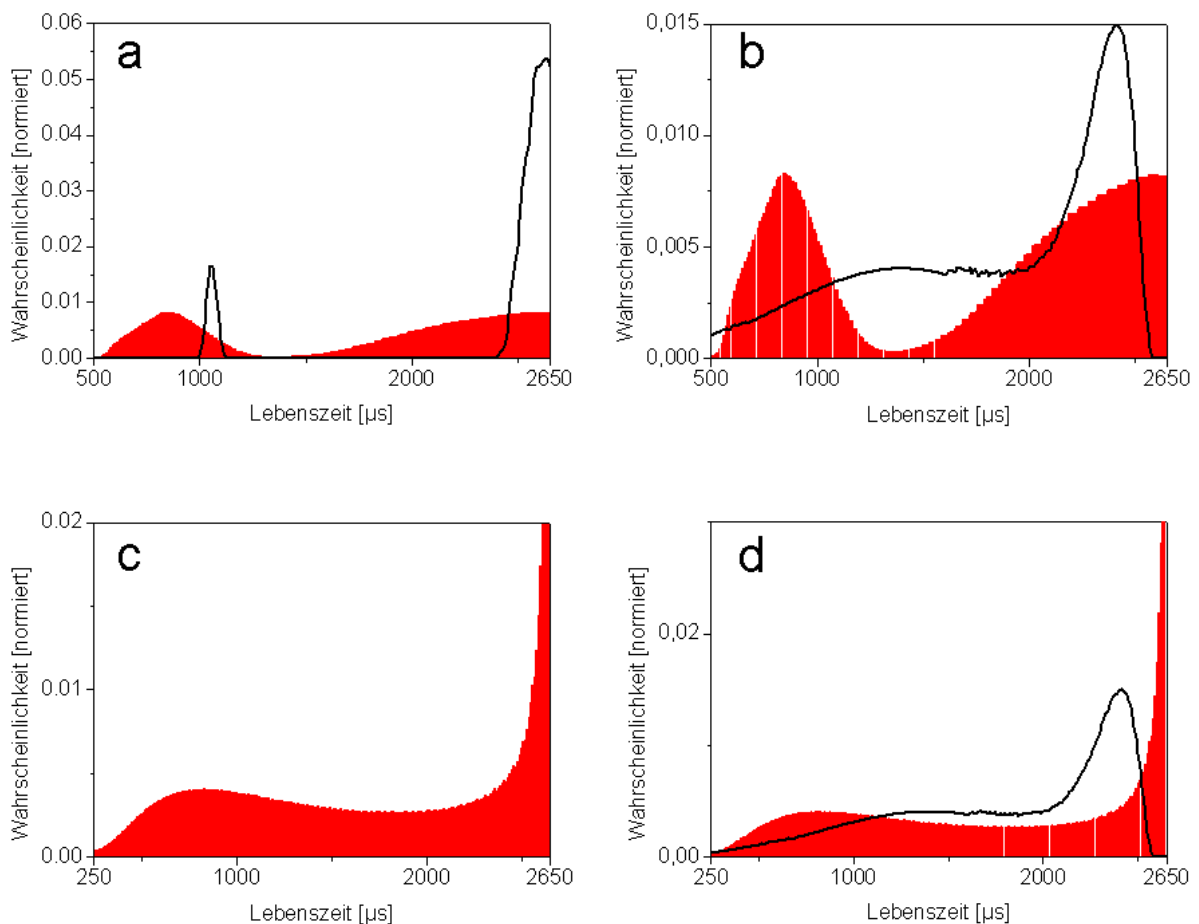 a
Wahrscheinlichkeit [normiert]
0.06
0.05
0.04
0.03
0.02
0.01
0.00
500
1000
2000
2650
Lebenszeit [µs]
b
Wahrscheinlichkeit [normiert]
0,015
0,010
0,005
0,000
500
1000
2000
2650
Lebenszeit [µs]
c
Wahrscheinlichkeit [normiert]
0.02
0.01
0.00
250
1000
2000
2650
Lebenszeit [µs]
d
Wahrscheinlichkeit [normiert]
0,02
0,00
250
1000
2000
2650
Lebenszeit [µs]